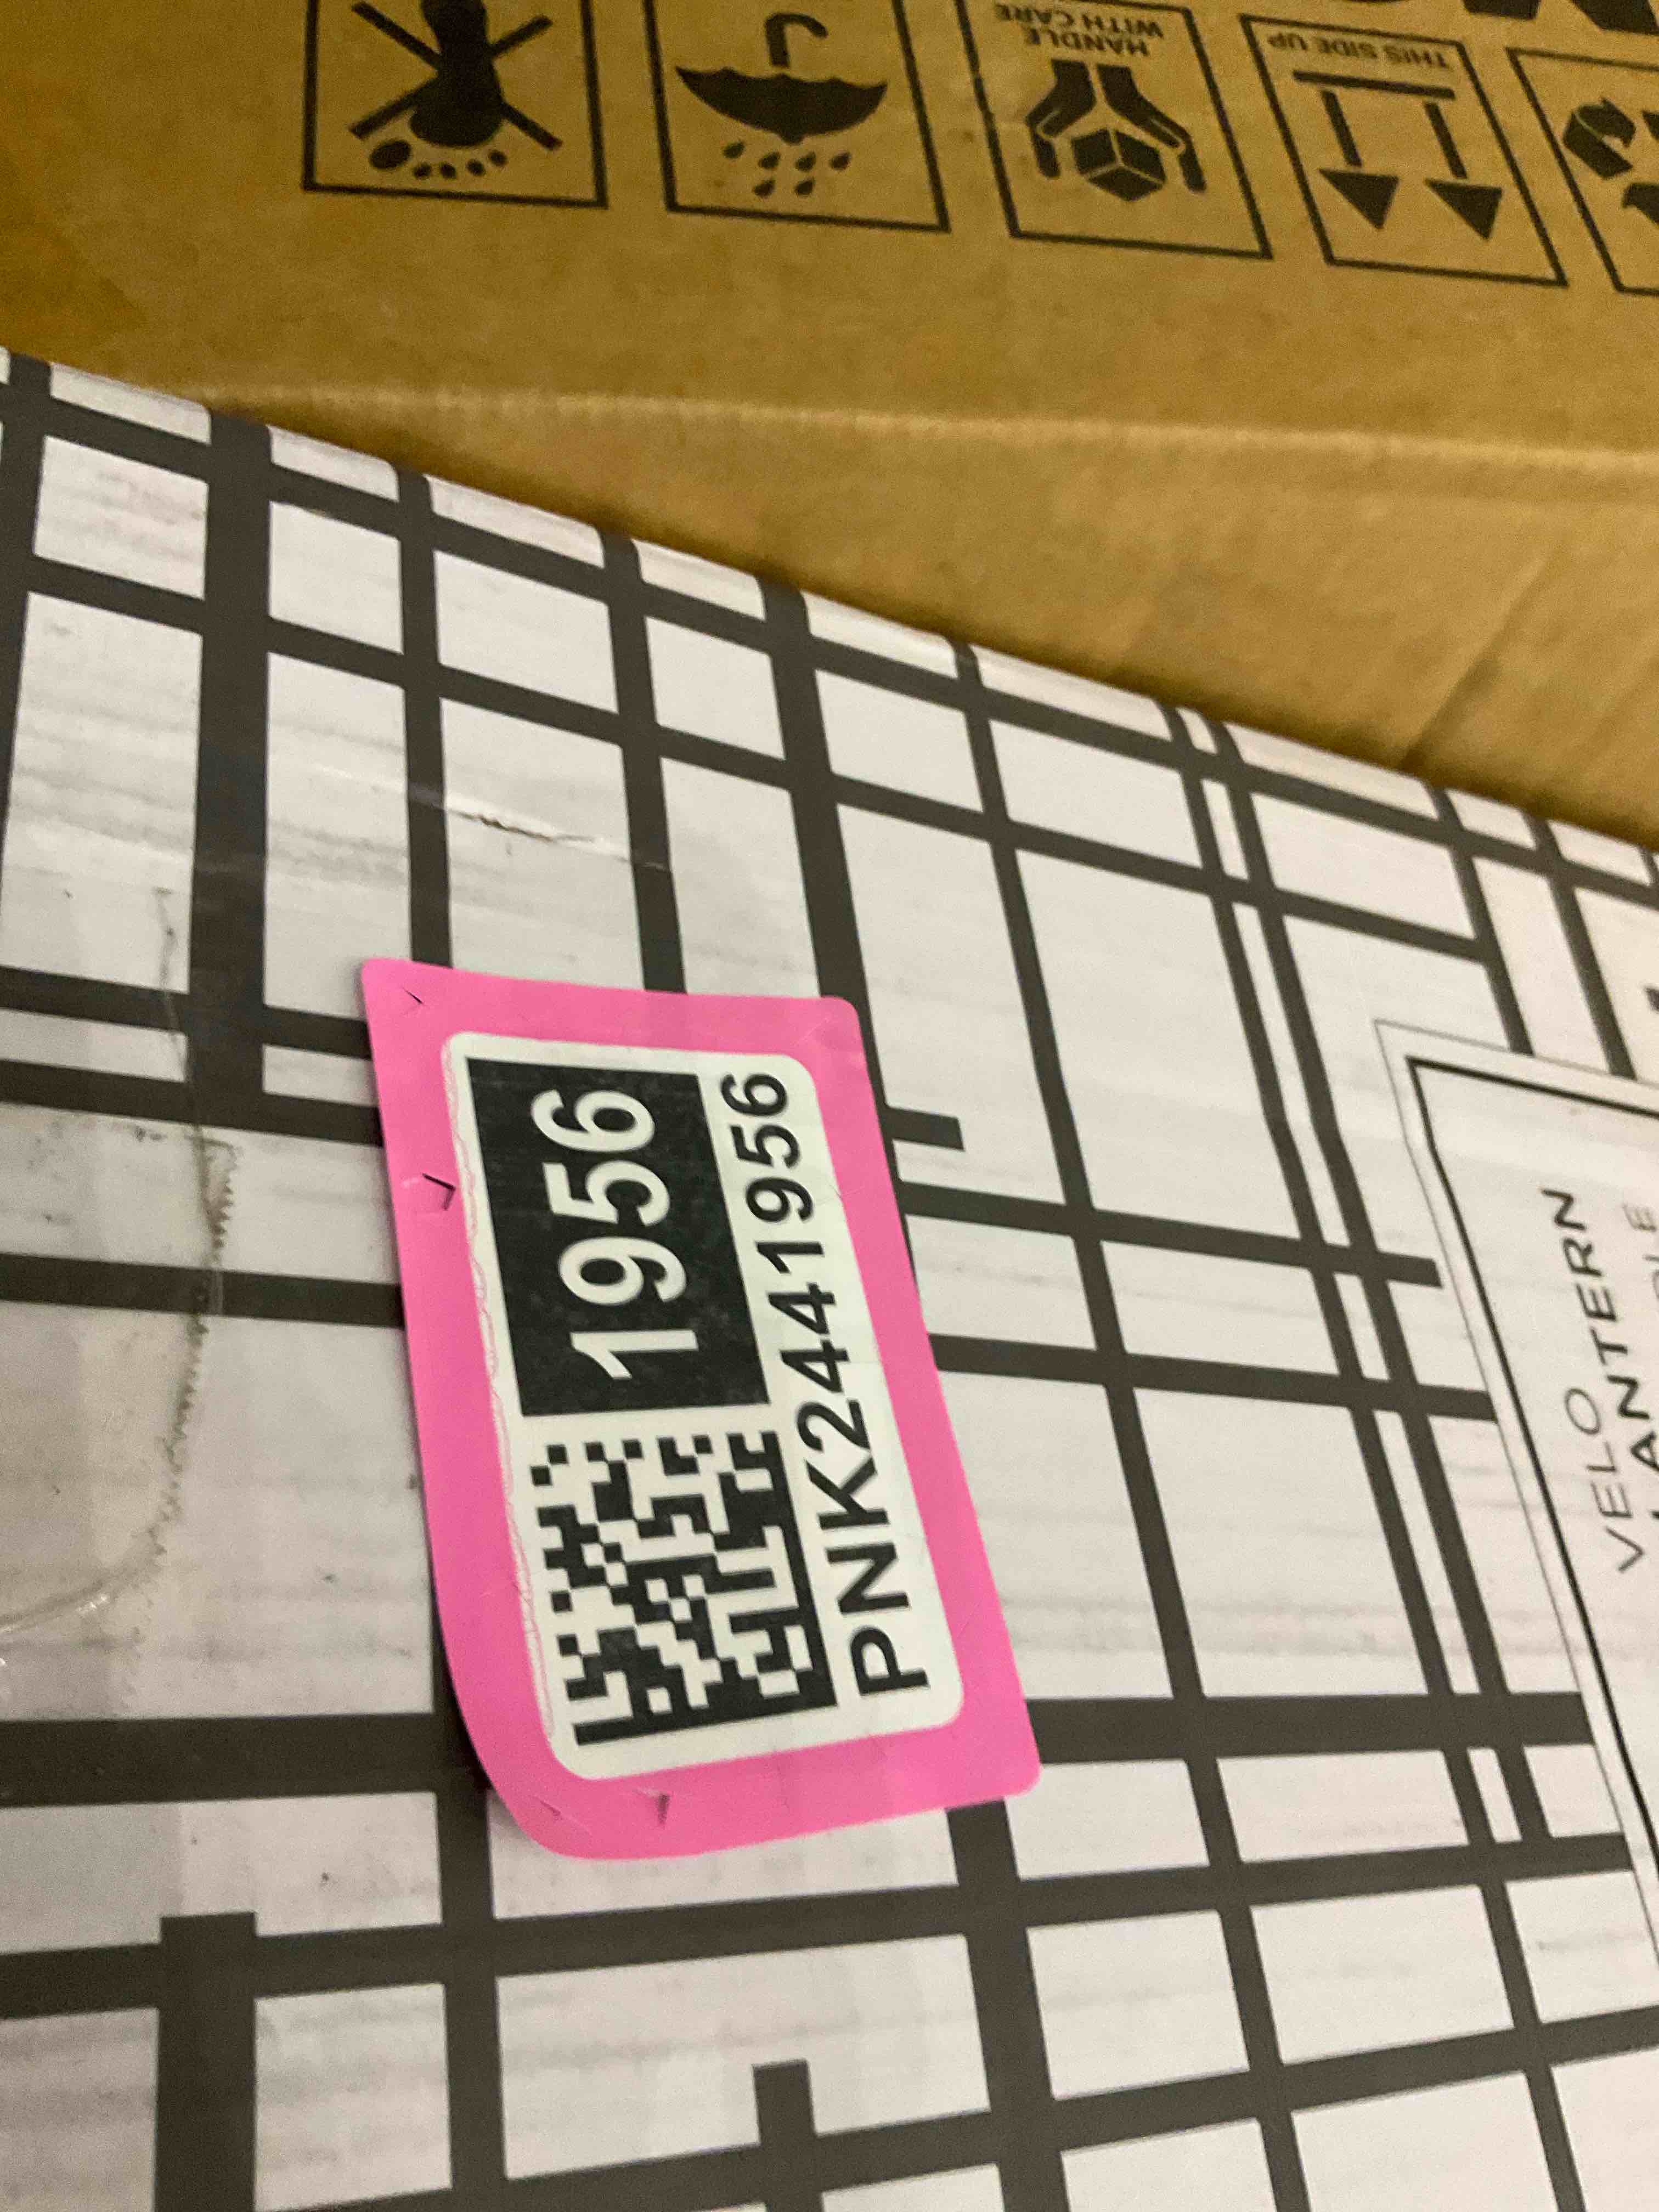 HANDLE
WITH CARE
THIS SIDE UP
1956
PNK2441956
VELO
LANTERN